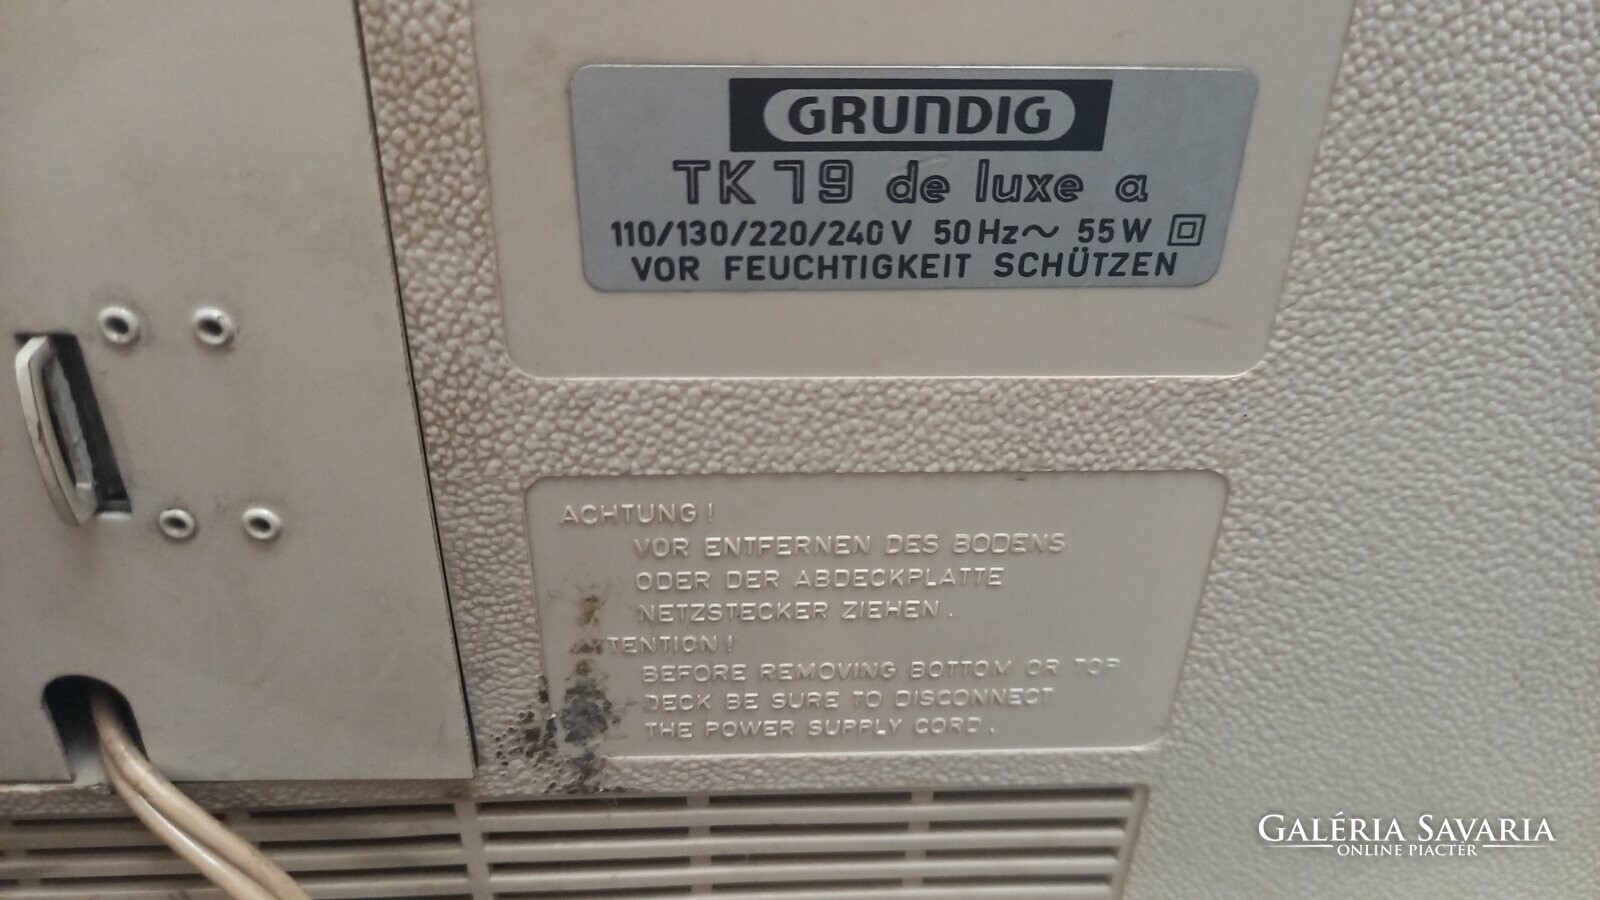 GRUNDIG
TK 19 de luxe a
110/130/220/240 V 50 Hz~ 55 W
VOR FEUCHTIGKEIT SCHÜTZEN
ACHTUNG!
VOR ENTFERNEN DES BODENS
ODER DER ABDECKPLATTE
NETZSTECKER ZIEHEN.
ATTENTION!
BEFORE REMOVING BOTTOM OR TOP
DECK BE SURE TO DISCONNECT
THE POWER SUPPLY CORD.
GALÉRIA SAVARIA
ONLINE PIACTÉR